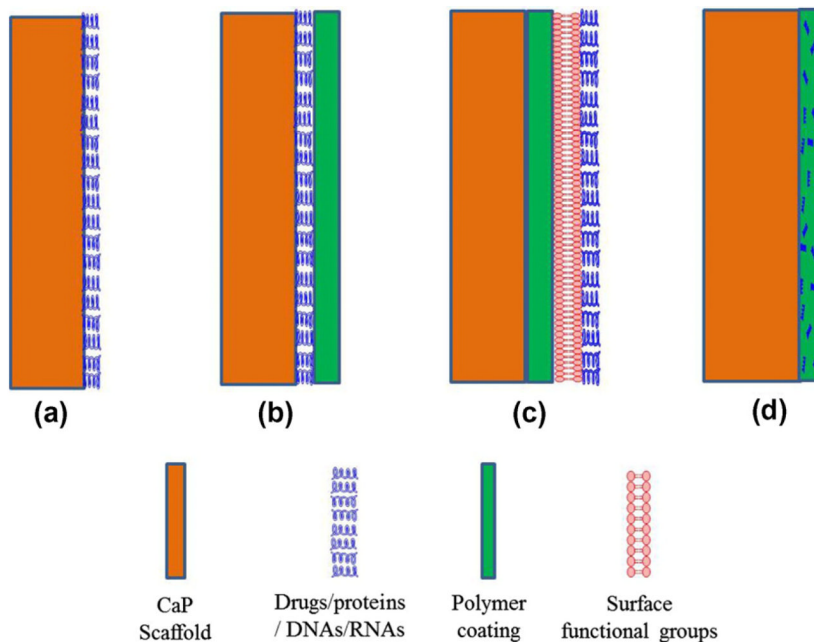 (a)
(b)
(c)
(d)
CaP
Scaffold
Drugs/proteins
/ DNAs/RNAs
Polymer
coating
Surface
functional groups